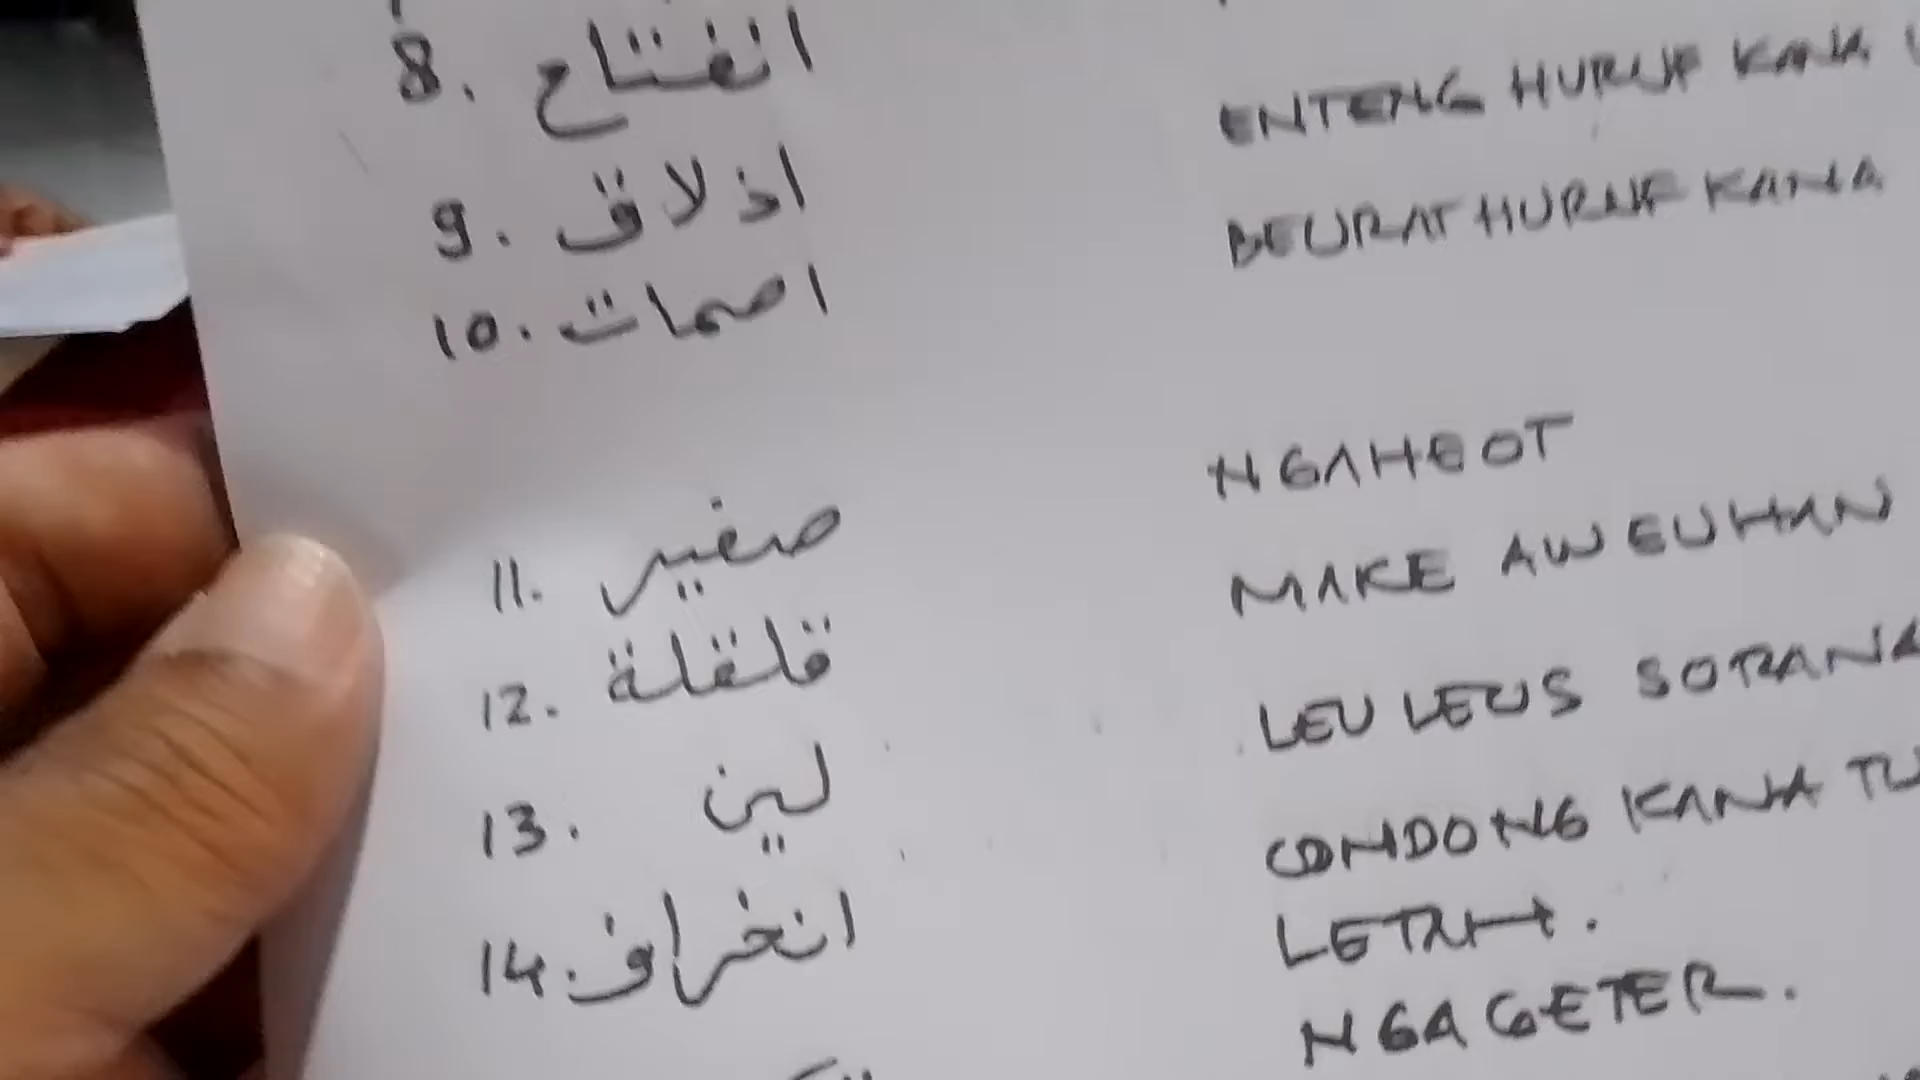 8. انفتاح
ENTENG HURUF KANA
9. اذلاق
BEURAT HURUF KANA
10. اصمات
11. صفير
NGAHEOT
12. قلقلة
MAKE AWEUHAN
13. لين
LEULEUS SORANA
14. انخراف
CONDONG KANA
LETAH.
NGAGETER.